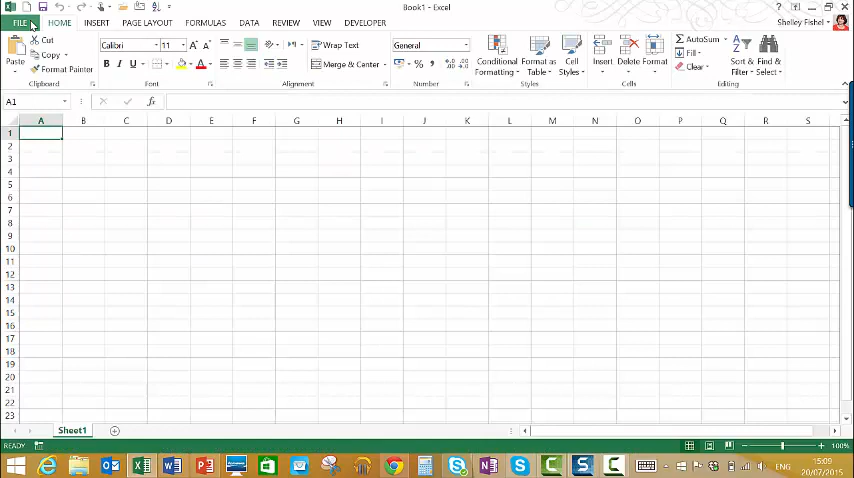 Book1 - Excel
FILE HOME INSERT PAGE LAYOUT FORMULAS DATA REVIEW VIEW DEVELOPER Shelley Fishel
Cut
Copy
Format Painter
Paste
Clipboard
Calibri 11
B I U
Font
Wrap Text
Merge & Center
Alignment
General
%
Number
Conditional Formatting
Format as Table
Cell Styles
Styles
Insert Delete Format
Cells
AutoSum
Fill
Clear
Sort & Filter
Find & Select
Editing
A1 fx
A B C D E F G H I J K L M N O P Q R S
1
2
3
4
5
6
7
8
9
10
11
12
13
14
15
16
17
18
19
20
21
22
23
Sheet1
READY 100%
ENG 15:09
20/07/2015